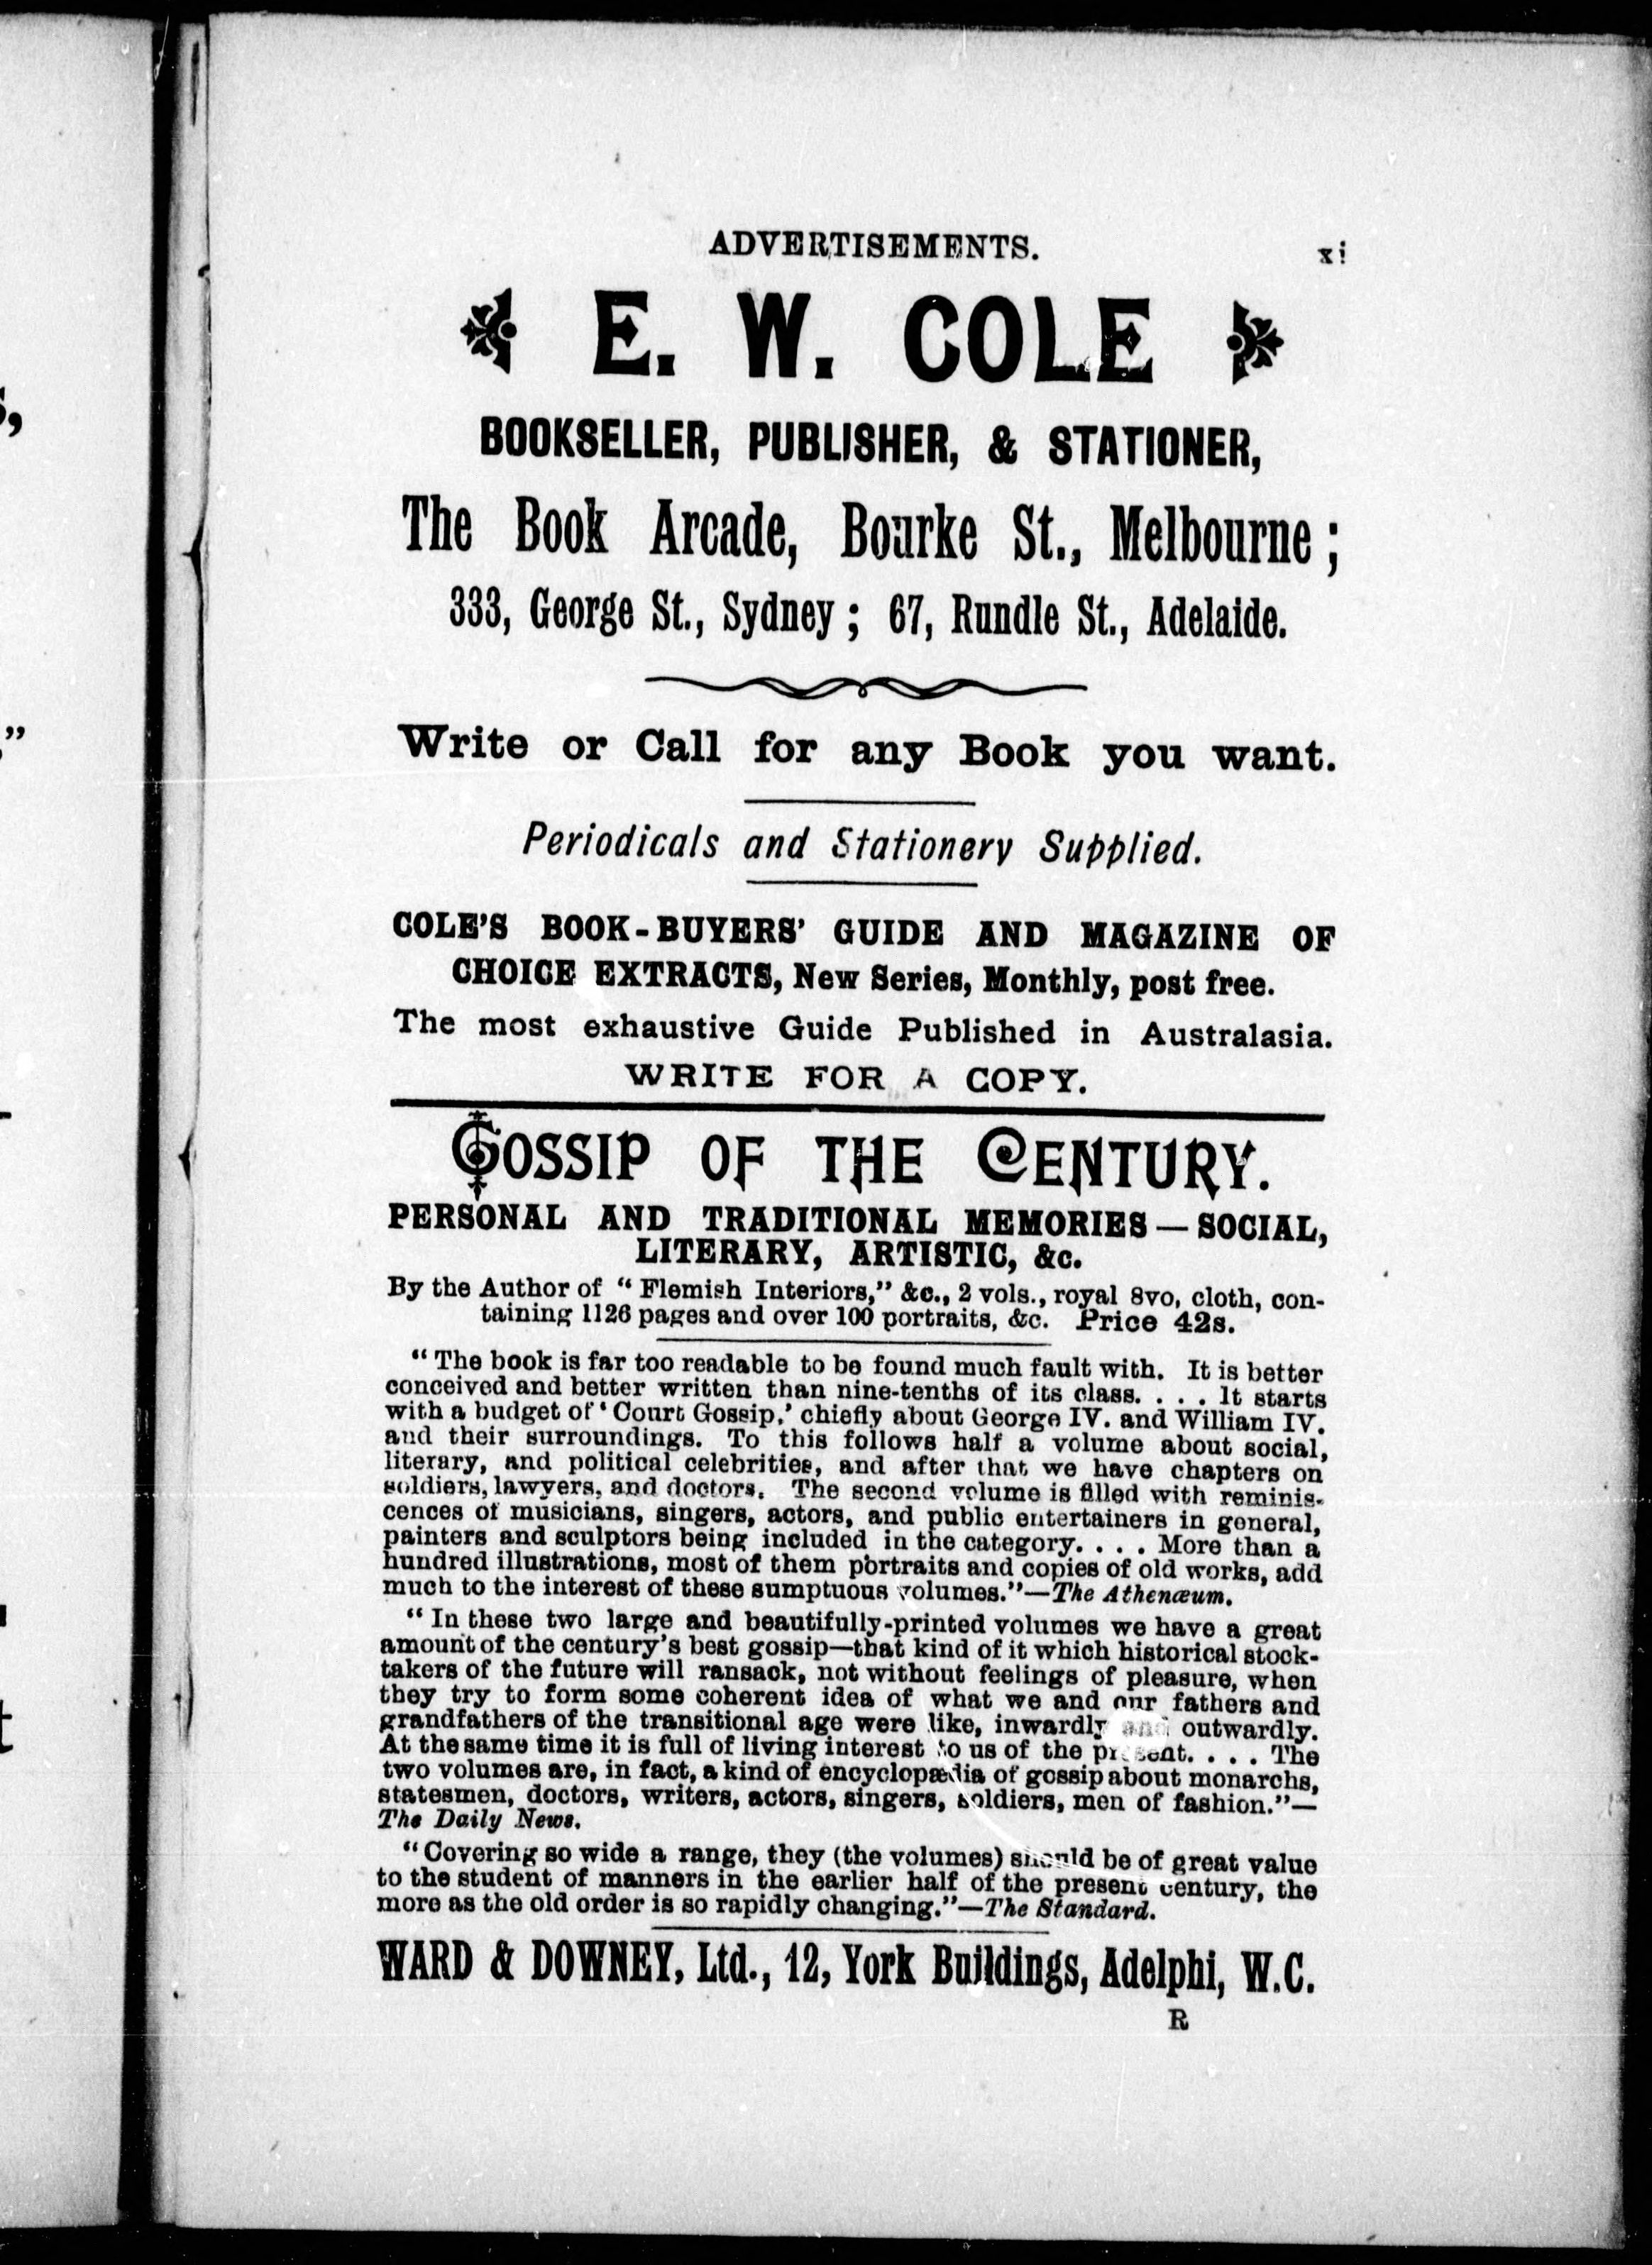 ADVERTISEMENTS. xi
E. W. COLE
BOOKSELLER, PUBLISHER, & STATIONER,
The Book Arcade, Bourke St., Melbourne;
333, George St., Sydney; 67, Rundle St., Adelaide.
Write or Call for any Book you want.
Periodicals and Stationery Supplied.
COLE'S BOOK-BUYERS' GUIDE AND MAGAZINE OF
CHOICE EXTRACTS, New Series, Monthly, post free.
The most exhaustive Guide Published in Australasia.
WRITE FOR A COPY.
GOSSIP OF THE CENTURY.
PERSONAL AND TRADITIONAL MEMORIES—SOCIAL,
LITERARY, ARTISTIC, &c.
By the Author of "Flemish Interiors," &c., 2 vols., royal 8vo, cloth, con-
taining 1126 pages and over 100 portraits, &c. Price 42s.
"The book is far too readable to be found much fault with. It is better
conceived and better written than nine-tenths of its class. . . . It starts
with a budget of 'Court Gossip,' chiefly about George IV. and William IV.
and their surroundings. To this follows half a volume about social,
literary, and political celebrities, and after that we have chapters on
soldiers, lawyers, and doctors. The second volume is filled with reminis-
cences of musicians, singers, actors, and public entertainers in general,
painters and sculptors being included in the category. . . . More than a
hundred illustrations, most of them portraits and copies of old works, add
much to the interest of these sumptuous volumes."—The Athenæum.
"In these two large and beautifully-printed volumes we have a great
amount of the century's best gossip—that kind of it which historical stock-
takers of the future will ransack, not without feelings of pleasure, when
they try to form some coherent idea of what we and our fathers and
grandfathers of the transitional age were like, inwardly and outwardly.
At the same time it is full of living interest to us of the present. . . . The
two volumes are, in fact, a kind of encyclopædia of gossip about monarchs,
statesmen, doctors, writers, actors, singers, soldiers, men of fashion."—
The Daily News.
"Covering so wide a range, they (the volumes) should be of great value
to the student of manners in the earlier half of the present century, the
more as the old order is so rapidly changing."—The Standard.
WARD & DOWNEY, Ltd., 12, York Buildings, Adelphi, W.C.
R